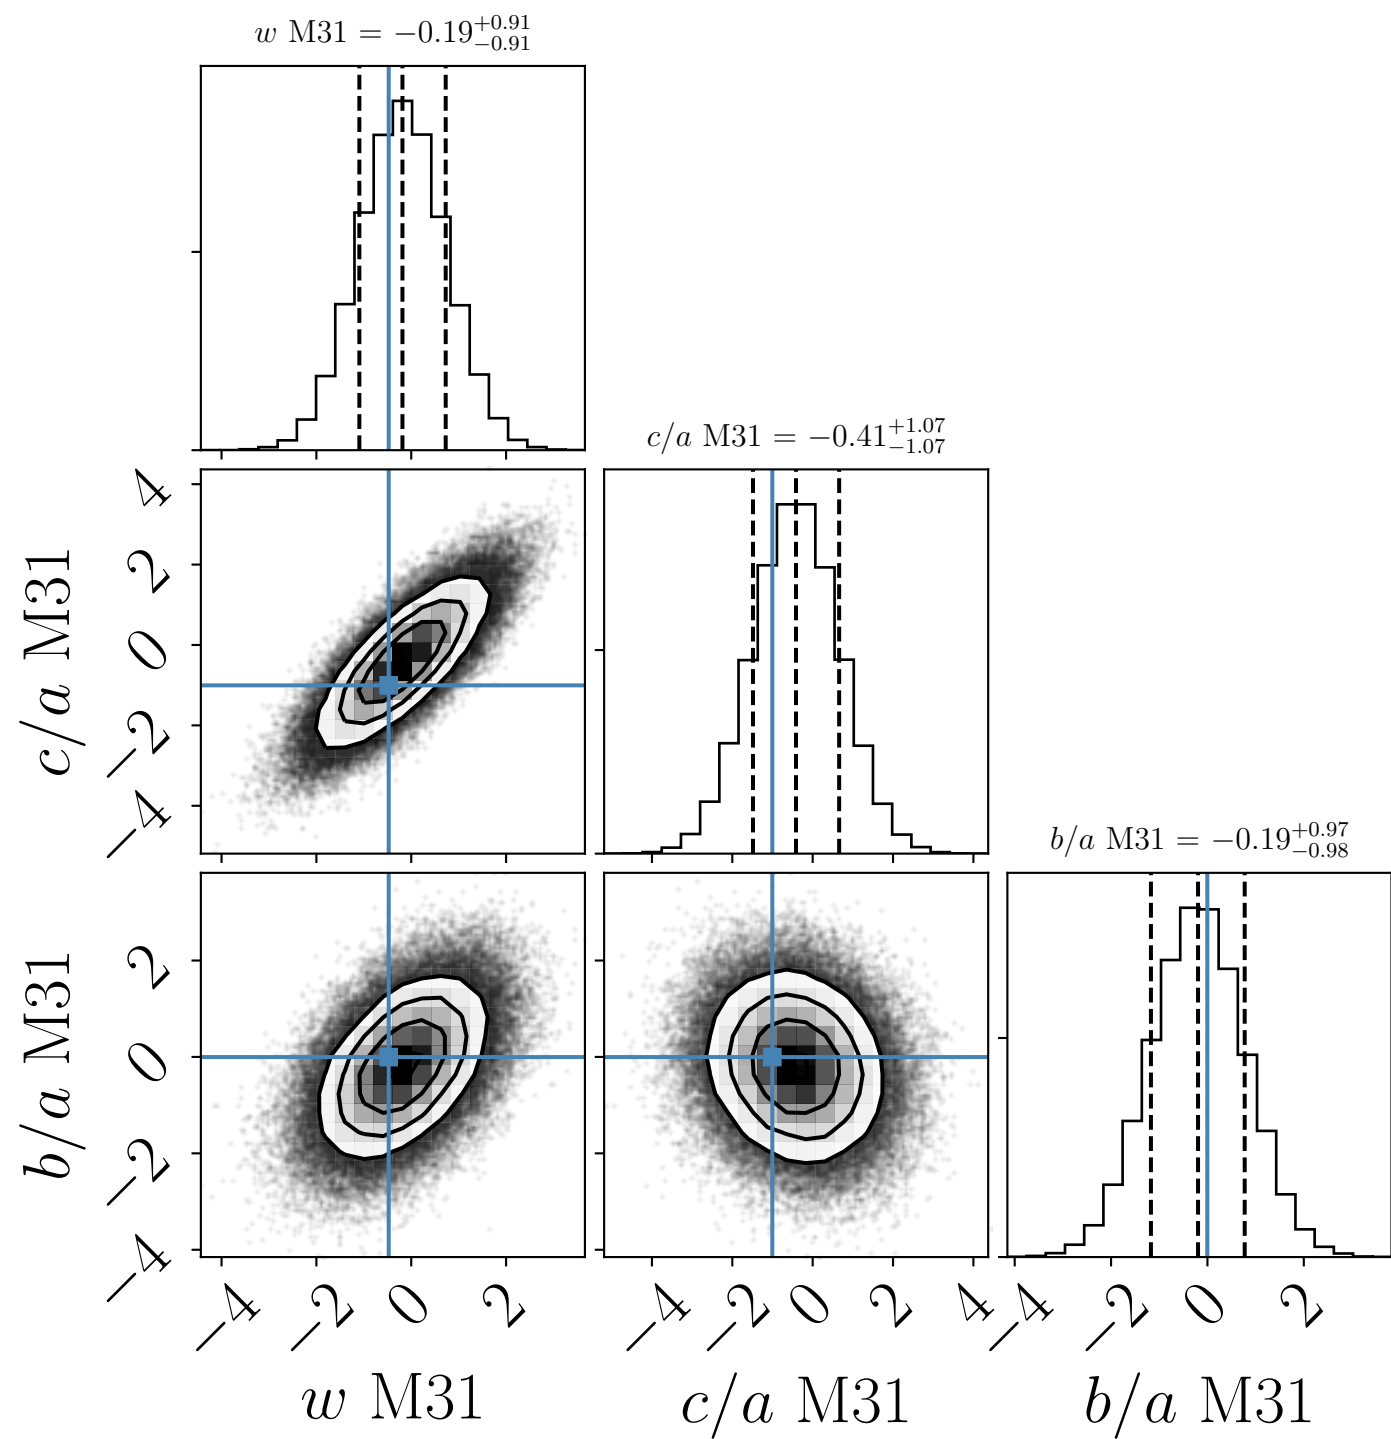 w M31 = −0.19+0.91 −0.91
4
2
0
−2
−4
c/a M31
c/a M31 = −0.41+1.07 −1.07
2
0
−2
−4
b/a M31
b/a M31 = −0.19+0.97 −0.98
−4 −2 0 2
w M31
−4 −2 0 2 4
c/a M31
−4 −2 0 2
b/a M31